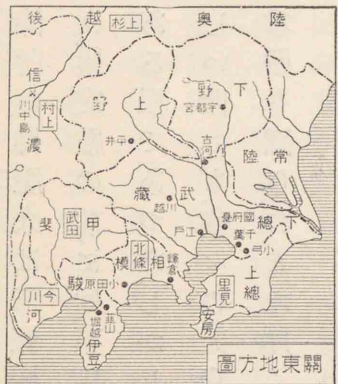 關東地方圖
陸奥
越後
上杉
信濃
川中島
村上
上野
平井
下野
宇都宮
古河
常陸
武藏
川越
江戸
下總
國府臺
千葉
小弓
上總
里見
安房
甲斐
武田
北條
相模
鎌倉
小田原
駿河
今川
韮山
堀越
伊豆